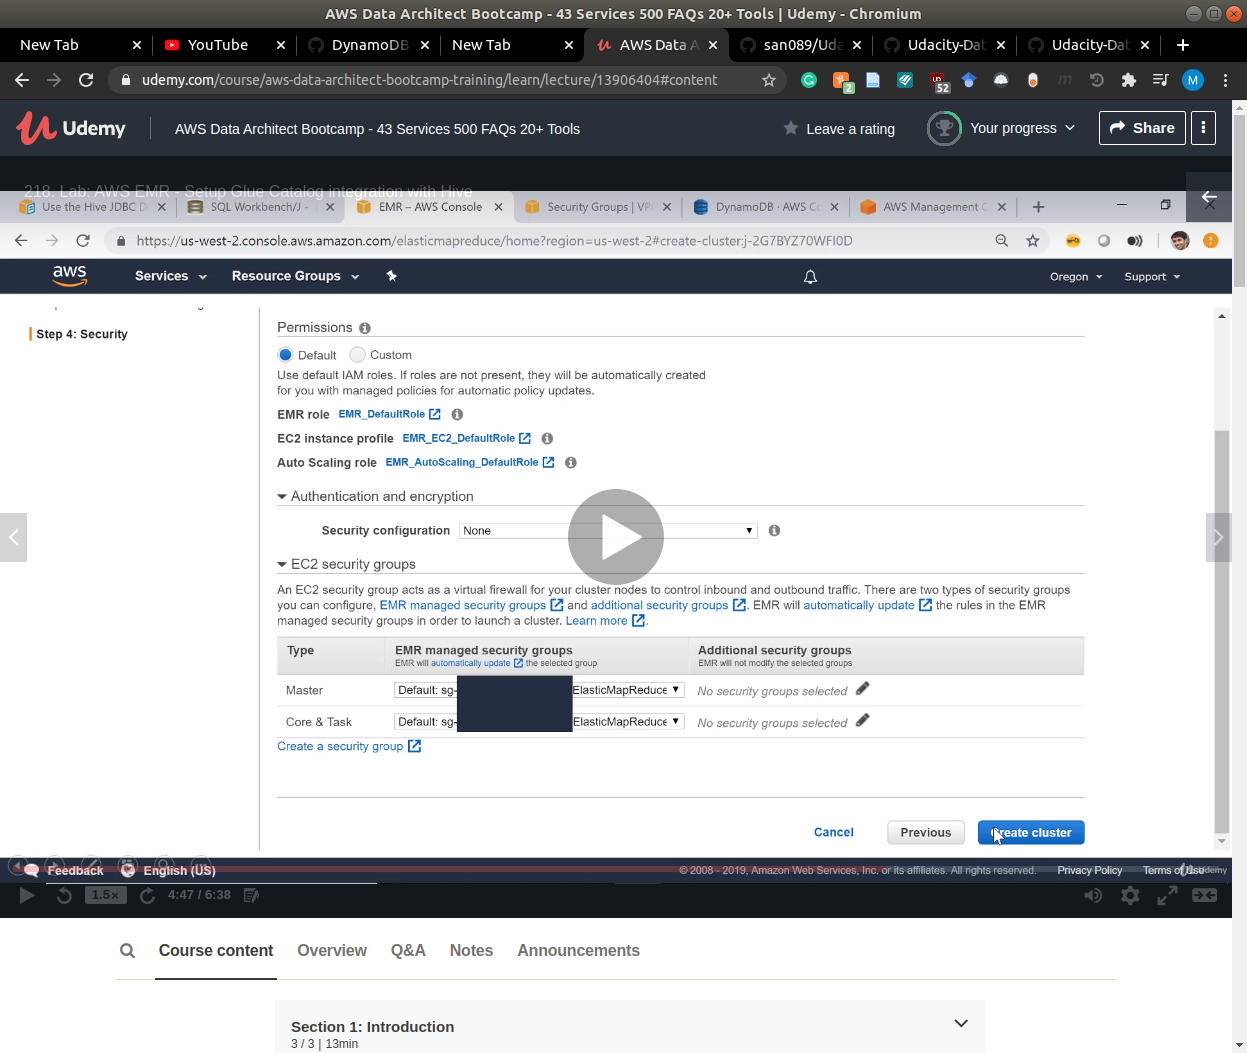 AWS Data Architect Bootcamp - 43 Services 500 FAQs 20+ Tools | Udemy - Chromium
New Tab YouTube DynamoDB New Tab AWS Data A san089/Uda Udacity-Dat Udacity-Dat
udemy.com/course/aws-data-architect-bootcamp-training/learn/lecture/13906404#content
2 52 M
Udemy AWS Data Architect Bootcamp - 43 Services 500 FAQs 20+ Tools Leave a rating Your progress Share
218. Lab: AWS EMR - Setup Glue Catalog integration with Hive
Use the Hive JDBC D SQL Workbench/J - EMR – AWS Console Security Groups | VPC DynamoDB · AWS Co AWS Management C
https://us-west-2.console.aws.amazon.com/elasticmapreduce/home?region=us-west-2#create-cluster:j-2G7BYZ70WFI0D
aws Services Resource Groups Oregon Support
Step 4: Security
Permissions
Default Custom
Use default IAM roles. If roles are not present, they will be automatically created
for you with managed policies for automatic policy updates.
EMR role EMR_DefaultRole
EC2 instance profile EMR_EC2_DefaultRole
Auto Scaling role EMR_AutoScaling_DefaultRole
Authentication and encryption
Security configuration None
EC2 security groups
An EC2 security group acts as a virtual firewall for your cluster nodes to control inbound and outbound traffic. There are two types of security groups
you can configure, EMR managed security groups and additional security groups. EMR will automatically update the rules in the EMR
managed security groups in order to launch a cluster. Learn more.
Type EMR managed security groups Additional security groups
EMR will automatically update the selected group EMR will not modify the selected groups
Master Default: sg- ElasticMapReduce No security groups selected
Core & Task Default: sg- ElasticMapReduce No security groups selected
Create a security group
Cancel Previous Create cluster
Feedback English (US) © 2008 - 2019, Amazon Web Services, Inc. or its affiliates. All rights reserved. Privacy Policy Terms of Use Udemy
1.5× 4:47 / 6:38
Course content Overview Q&A Notes Announcements
Section 1: Introduction
3 / 3 | 13min